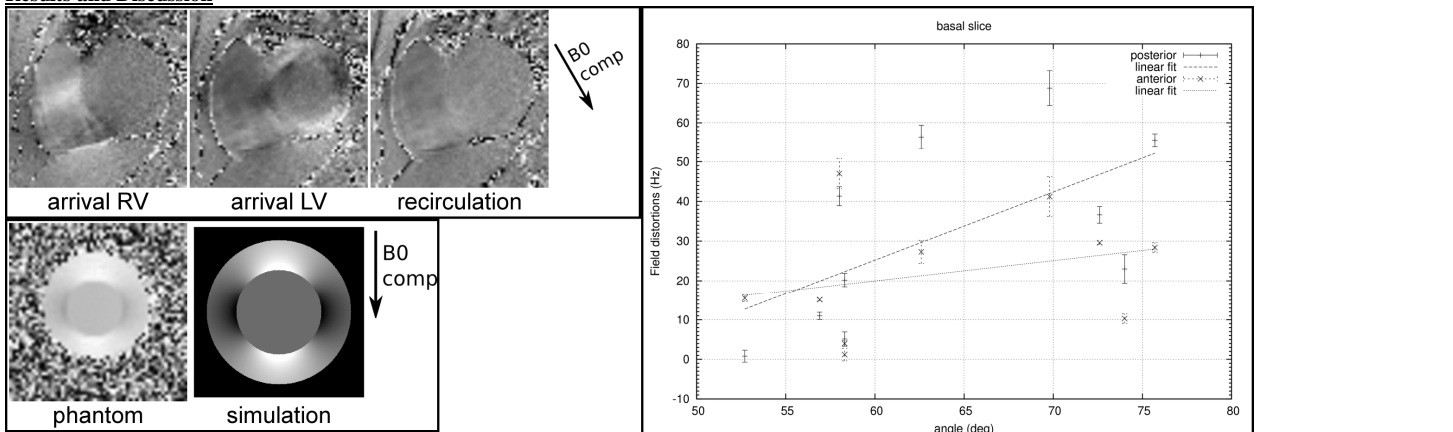 Results and Discussion
B0
comp
arrival RV
arrival LV
recirculation
B0
comp
phantom
simulation
basal slice
80
70
60
50
40
30
20
10
0
-10
Field distortions (Hz)
posterior
linear fit
anterior
linear fit
50
55
60
65
70
75
80
angle (deg)